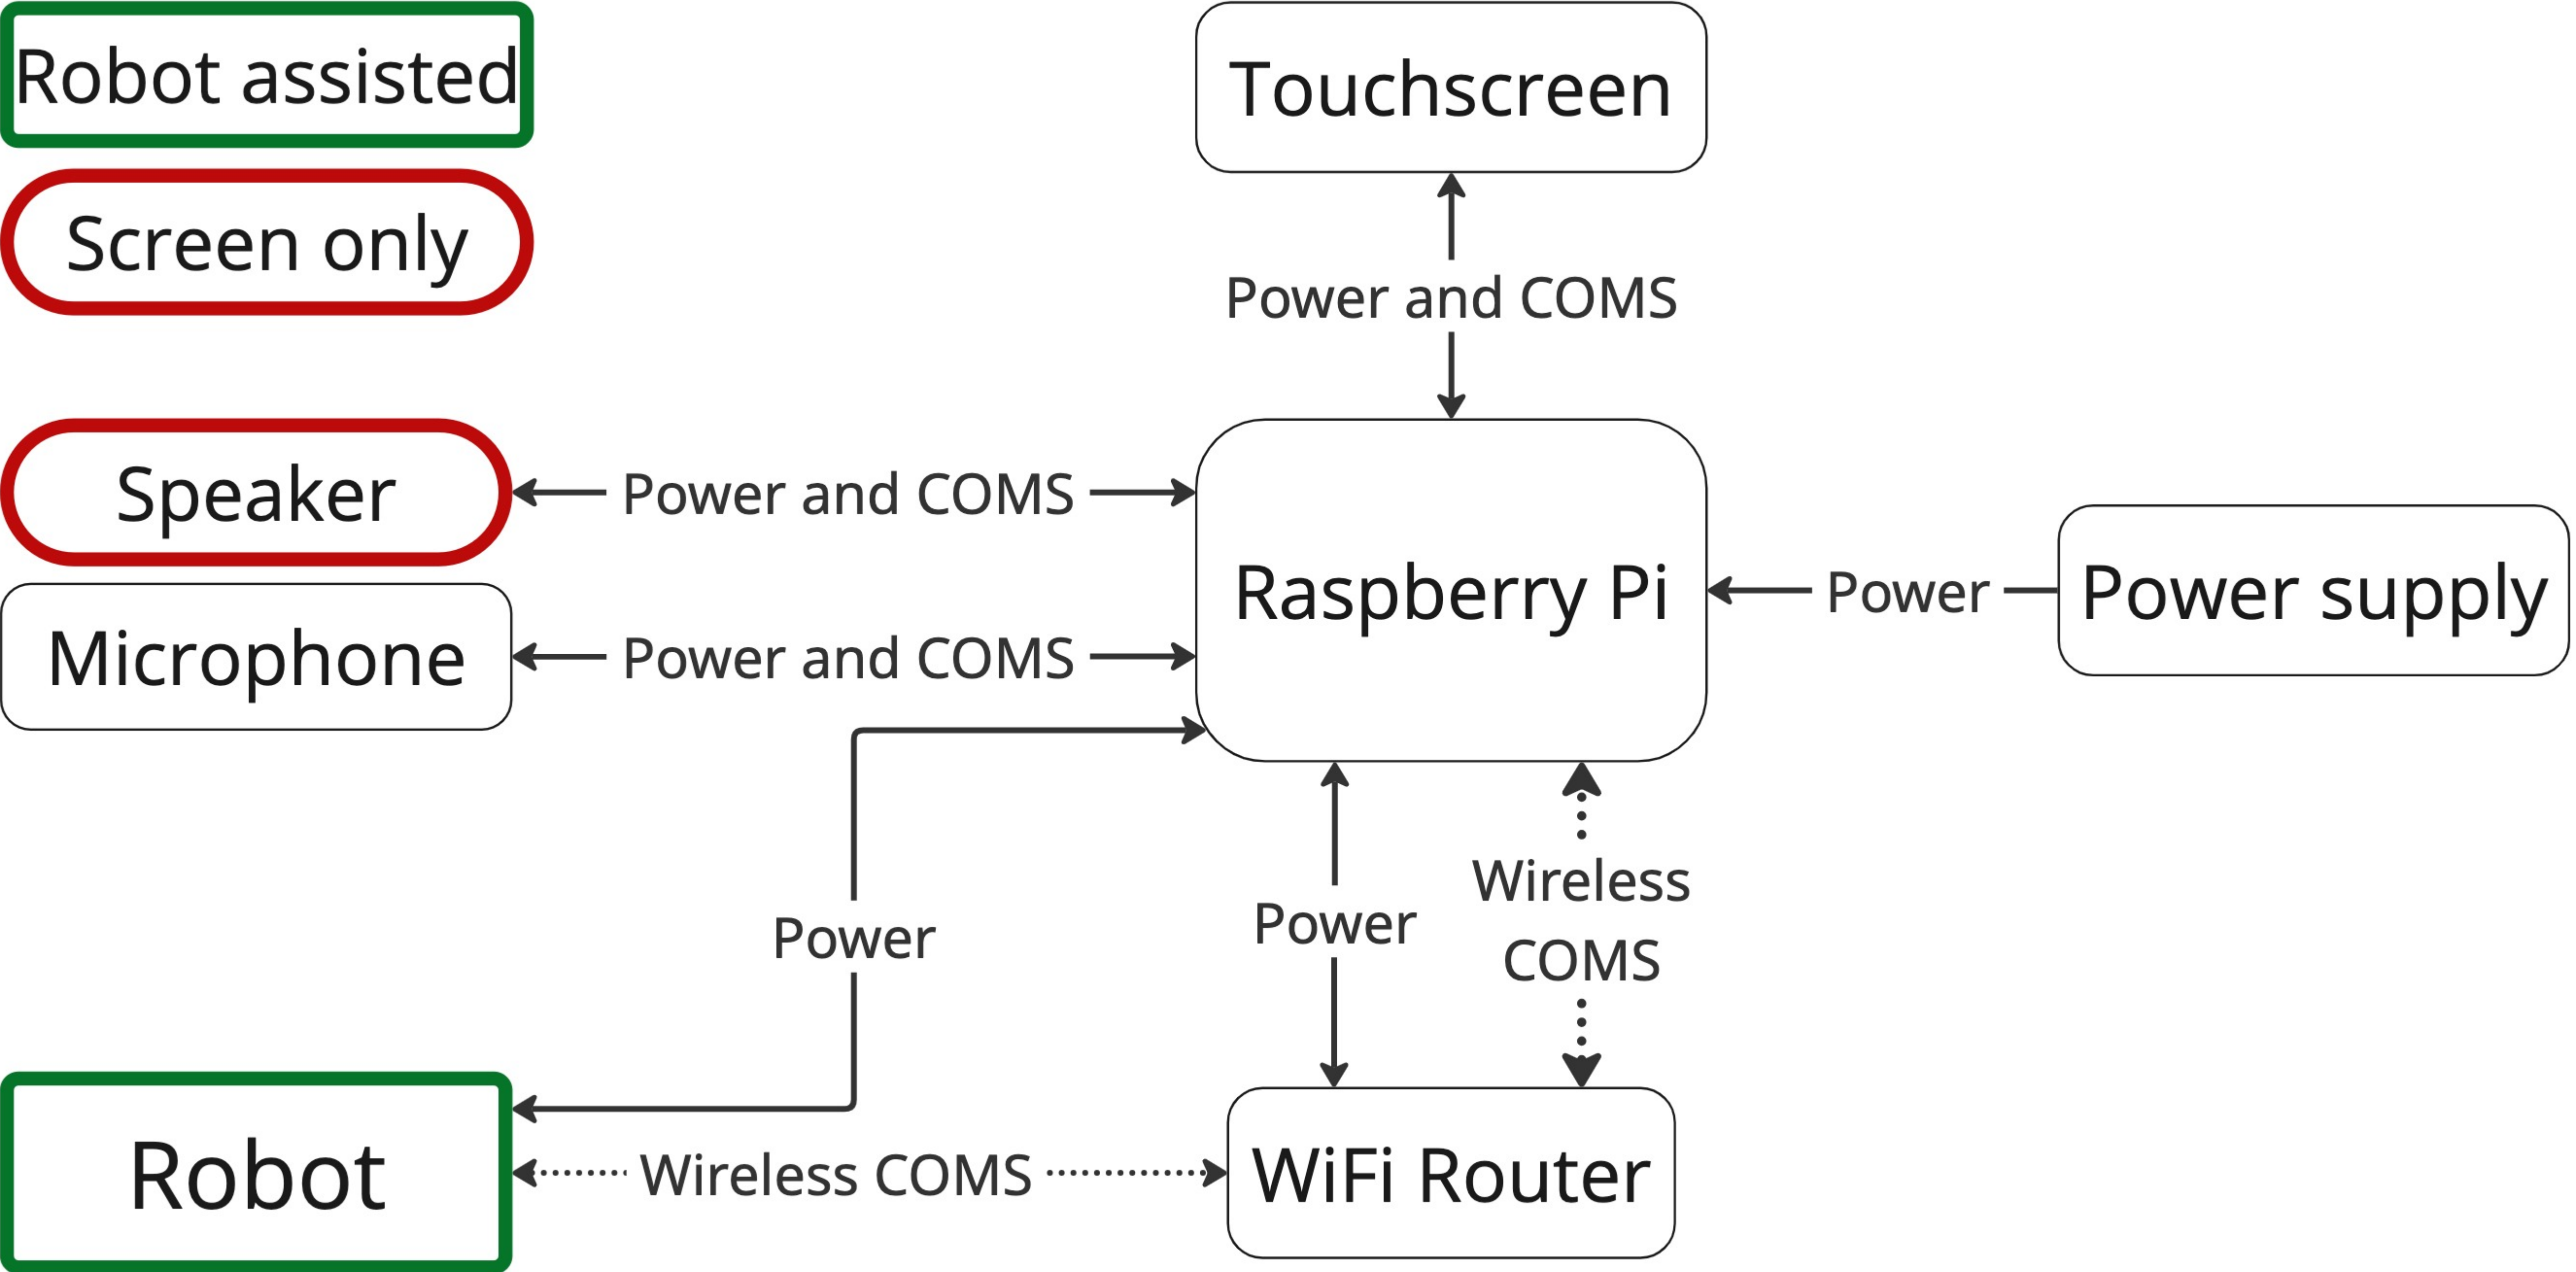 Robot assisted
Screen only
Touchscreen
Power and COMS
Speaker
Power and COMS
Microphone
Power and COMS
Raspberry Pi
Power
Power supply
Power
Power
Wireless
COMS
Robot
Wireless COMS
WiFi Router